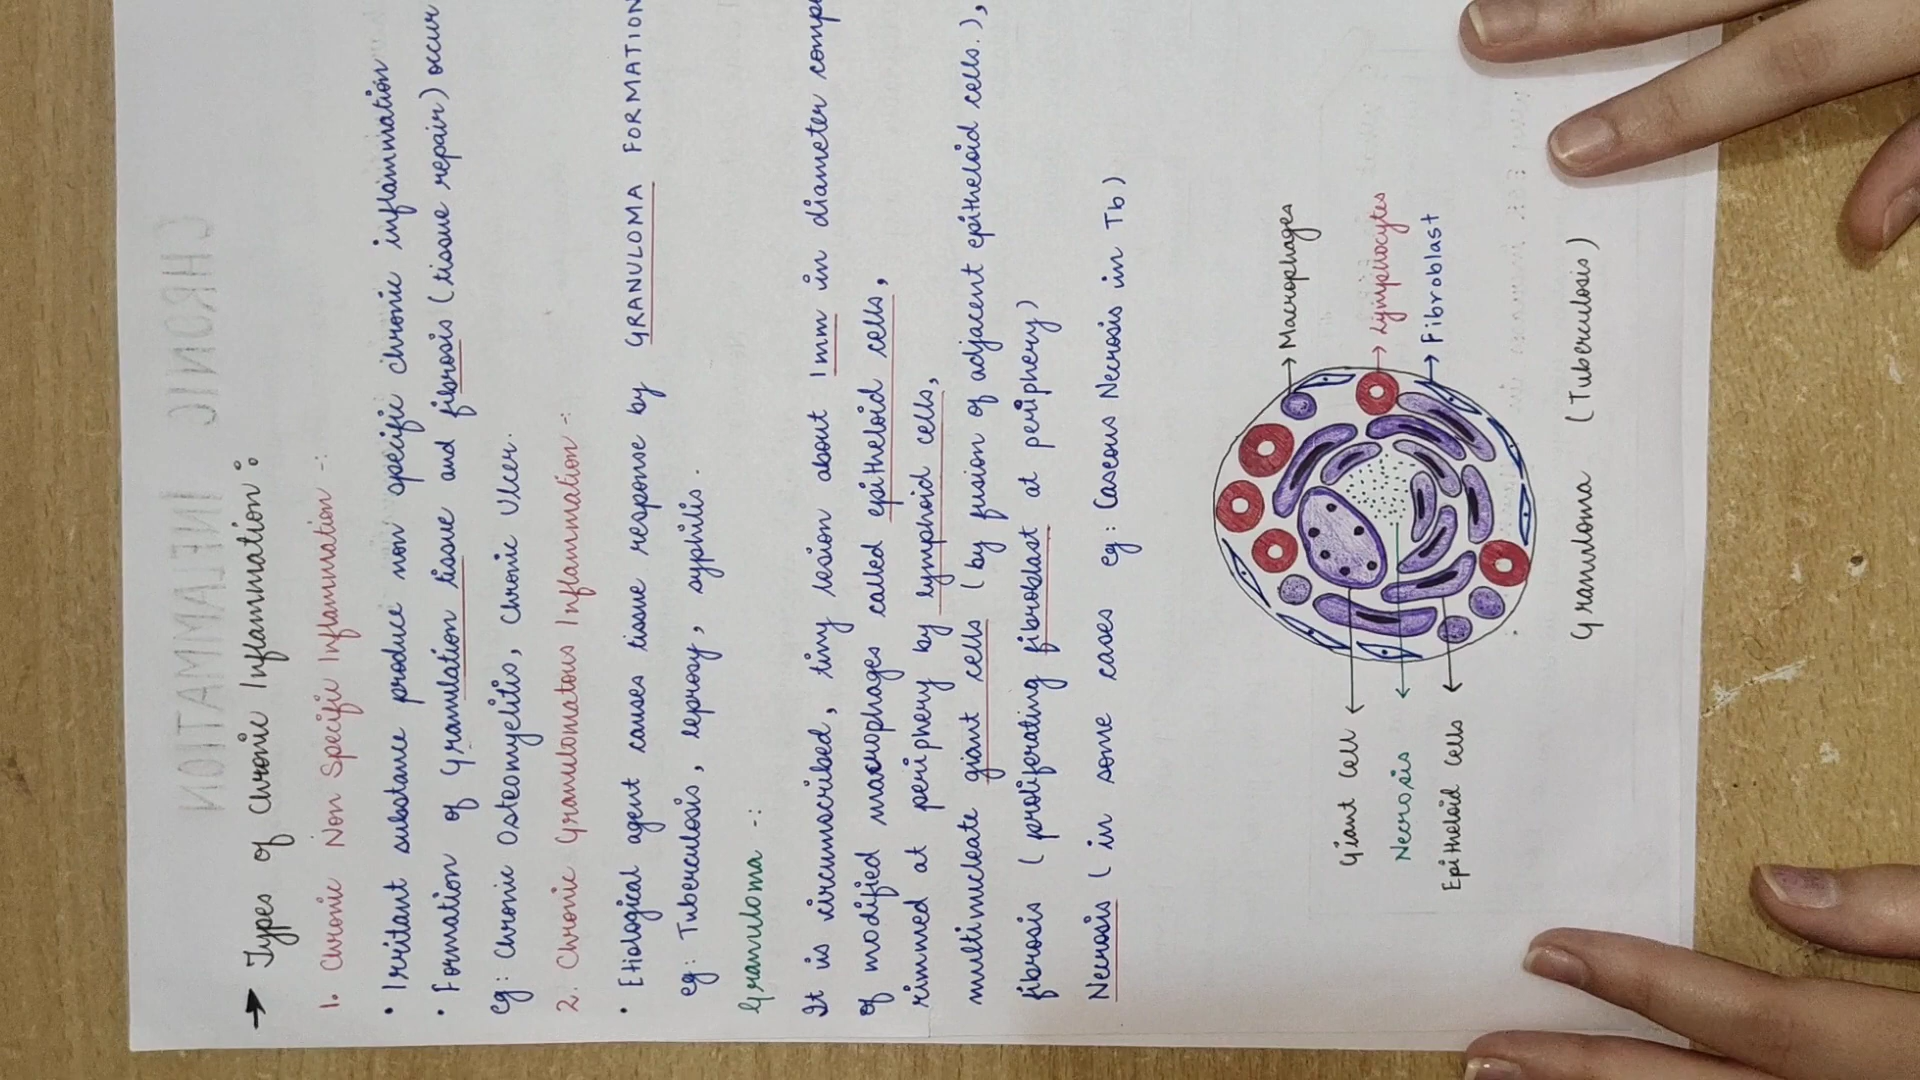 → Types of Chronic Inflammation :
1. Chronic Non Specific Inflammation -:
• Irritant substane produce non specific chronic inflammation
• Formation of Granulation tissue and fibrosis (tissue repair) occur
eg: Chronic Osteomyelitis, Chronic Ulcer.
2. Chronic Granulomatous Inflammation -:
• Etiological agent causes tissue response by GRANULOMA FORMATION
eg: Tuberculosis, leprosy, syphilis.
Granuloma -:
It is circumscribed, tiny lesion about 1mm in diameter comp
of modified macrophages called epitheloid cells,
rimmed at periphery by lymphoid cells,
multinucleate giant cells (by fusion of adjacent epitheloid cells.),
fibrosis (proliferating fibroblast at periphery)
Necrosis (in some cases eg: Caseous Necrosis in Tb)
Giant Cell
Necrosis
Epitheloid Cells
Macrophages
Lymphocytes
Fibroblast
Granuloma (Tuberculosis)
CHRONIC INFLAMMATION